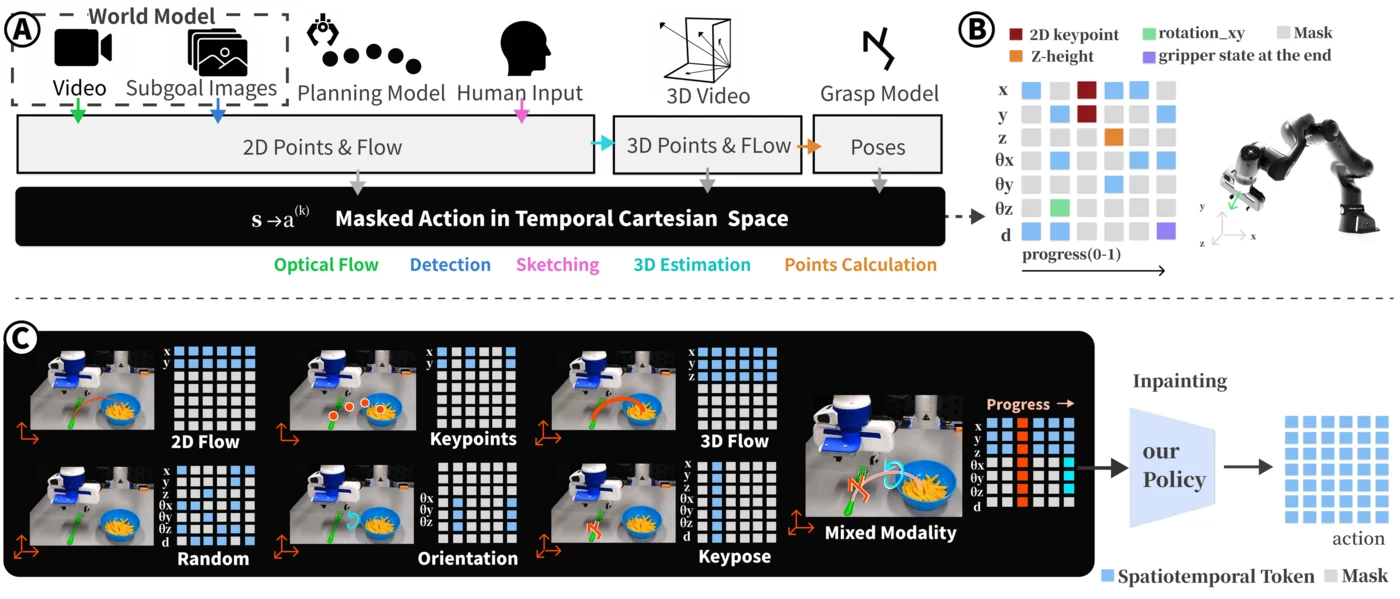 A
World Model
Video
Subgoal Images
Planning Model
Human Input
3D Video
Grasp Model
2D Points & Flow
3D Points & FLow
Poses
s →a(k) Masked Action in Temporal Cartesian Space
Optical Flow
Detection
Sketching
3D Estimation
Points Calculation
B
2D keypoint
rotation_xy
Mask
Z-height
gripper state at the end
x
y
z
θx
θy
θz
d
progress(0-1)
y
z
x
C
x
y
2D Flow
x
y
Keypoints
x
y
z
3D Flow
x
y
z
θx
θy
θz
d
Random
θx
θy
θz
Orientation
x
y
z
θx
θy
θz
d
Keypose
Mixed Modality
Progress →
x
y
z
θx
θy
θz
d
Inpainting
our
Policy
action
Spatiotemporal Token
Mask